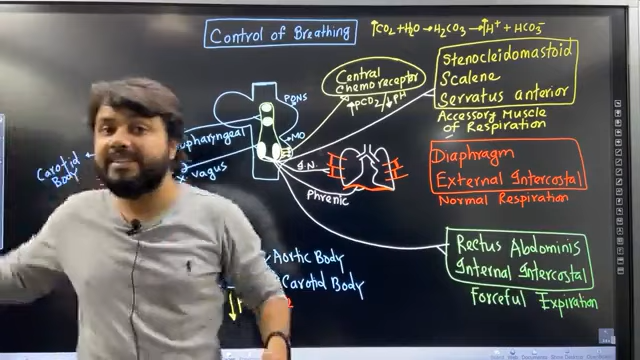 Control of Breathing
↑CO2 + H2O → H2CO3 → ↑H+ + HCO3-
Stenocleidomastoid
Scalene
Serratus anterior
Accessory Muscle
of Respiration
Central
Chemoreceptor
↑PCO2/↓PH
PONS
MO
Carotid
Body
vagus
I.N.
Phrenic
Diaphragm
External Intercostal
Normal Respiration
Aortic Body
Carotid Body
Rectus Abdominis
Internal Intercostal
Forceful Expiration